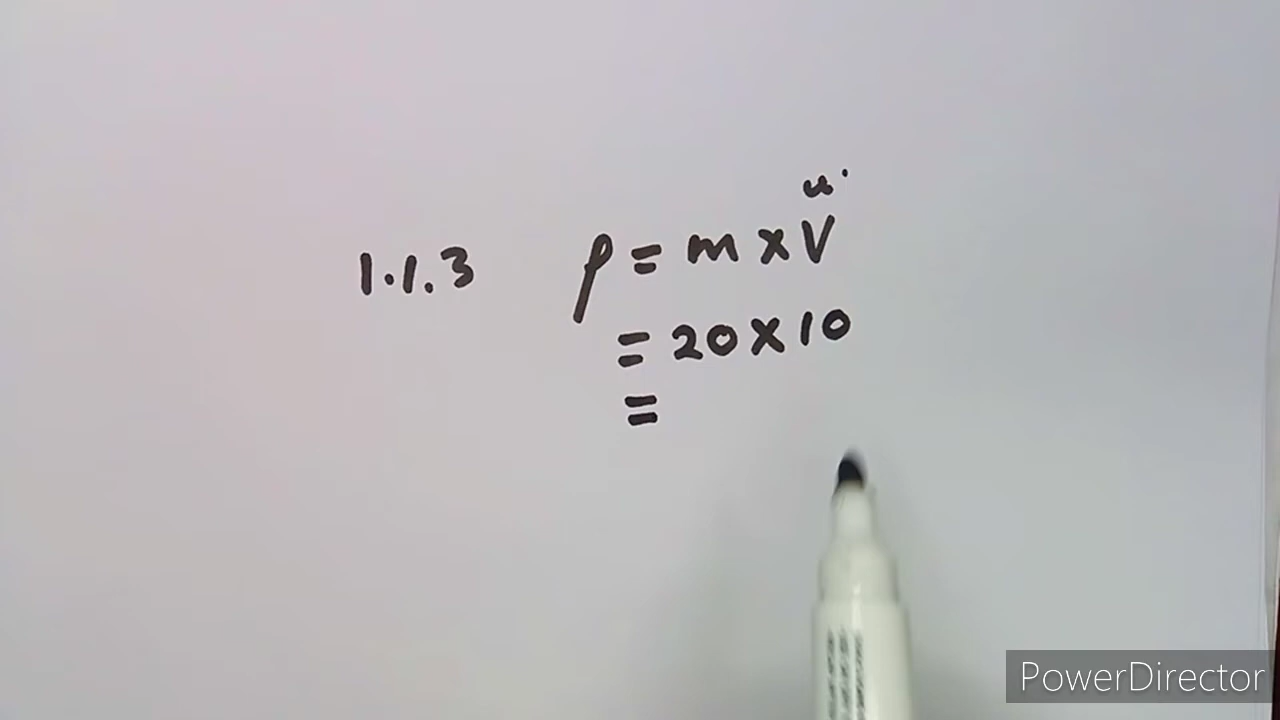 u.
1.1.3 p = m x V
= 20 x 10
=
PowerDirector